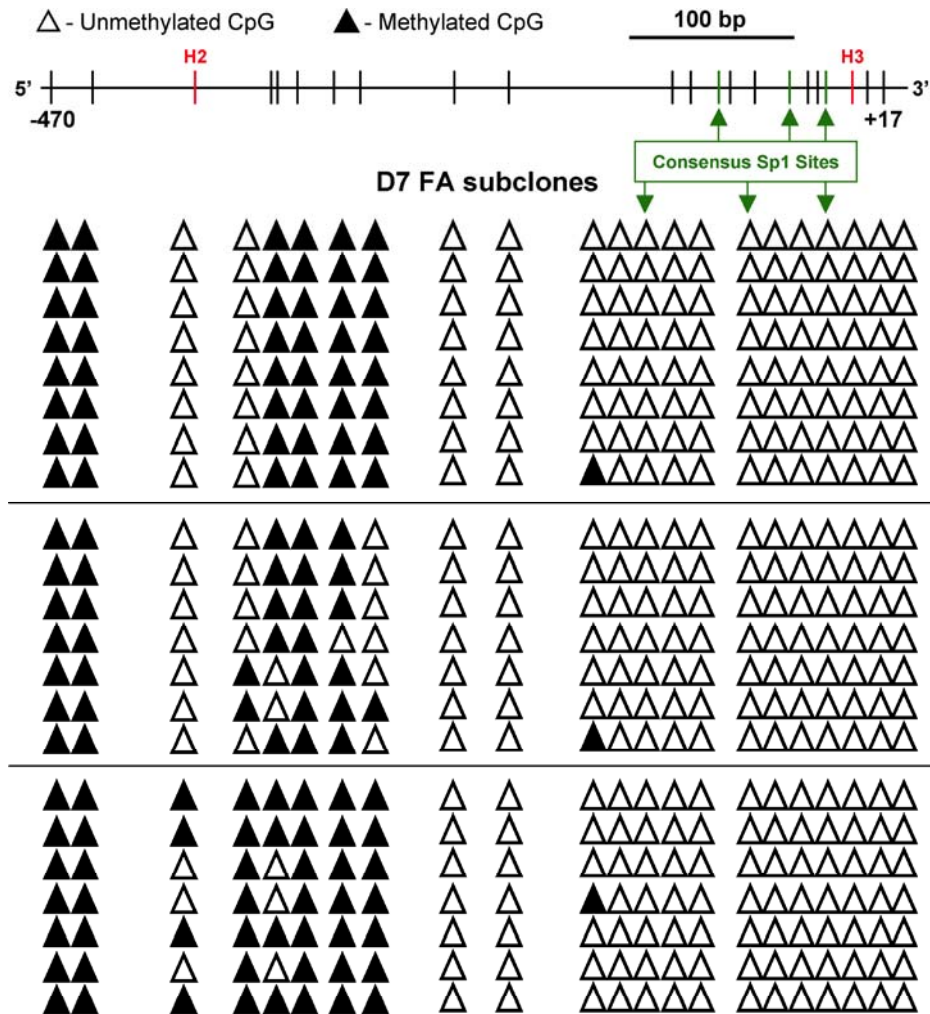 △ - Unmethylated CpG ▲ - Methylated CpG 100 bp
H2 H3
5’ 3’
-470 +17
Consensus Sp1 Sites
D7 FA subclones